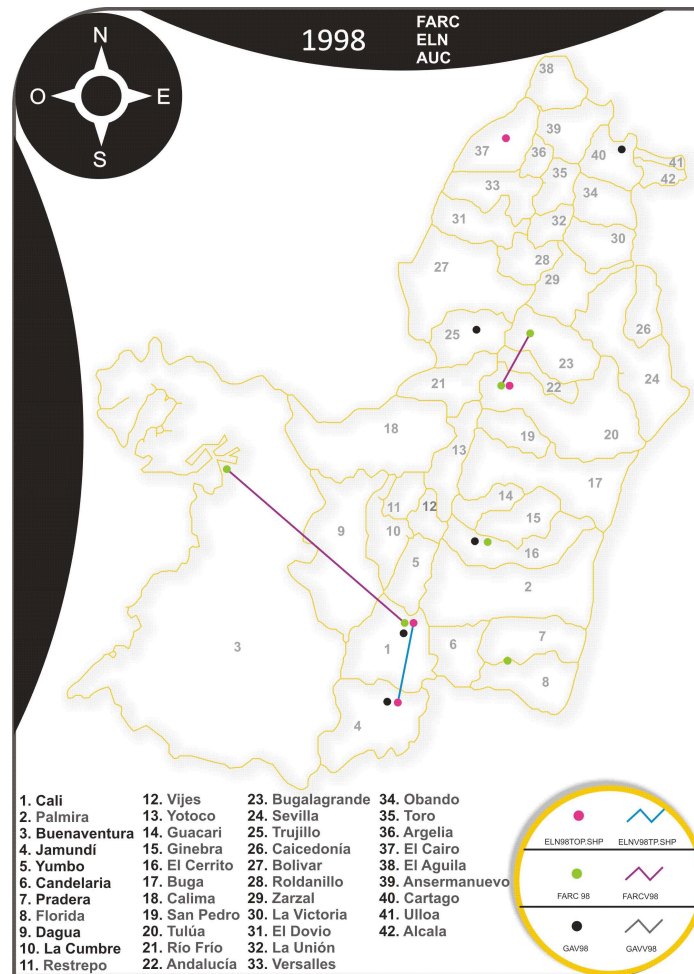 1998
FARC
ELN
AUC
N
O
E
S
38
39
37
36
40
41
42
35
33
34
31
32
30
27
28
29
26
25
23
24
22
21
18
19
20
13
17
14
11
12
9
10
15
16
5
2
3
1
6
7
8
4
1. Cali
2. Palmira
3. Buenaventura
4. Jamundí
5. Yumbo
6. Candelaria
7. Pradera
8. Florida
9. Dagua
10. La Cumbre
11. Restrepo
12. Vijes
13. Yotoco
14. Guacari
15. Ginebra
16. El Cerrito
17. Buga
18. Calima
19. San Pedro
20. Tulúa
21. Río Frío
22. Andalucía
23. Bugalagrande
24. Sevilla
25. Trujillo
26. Caicedonía
27. Bolivar
28. Roldanillo
29. Zarzal
30. La Victoria
31. El Dovio
32. La Unión
33. Versalles
34. Obando
35. Toro
36. Argelia
37. El Cairo
38. El Aguila
39. Ansermanuevo
40. Cartago
41. Ulloa
42. Alcala
ELN98TOP.SHP
ELNV98TP.SHP
FARC 98
FARCV98
GAV98
GAVV98